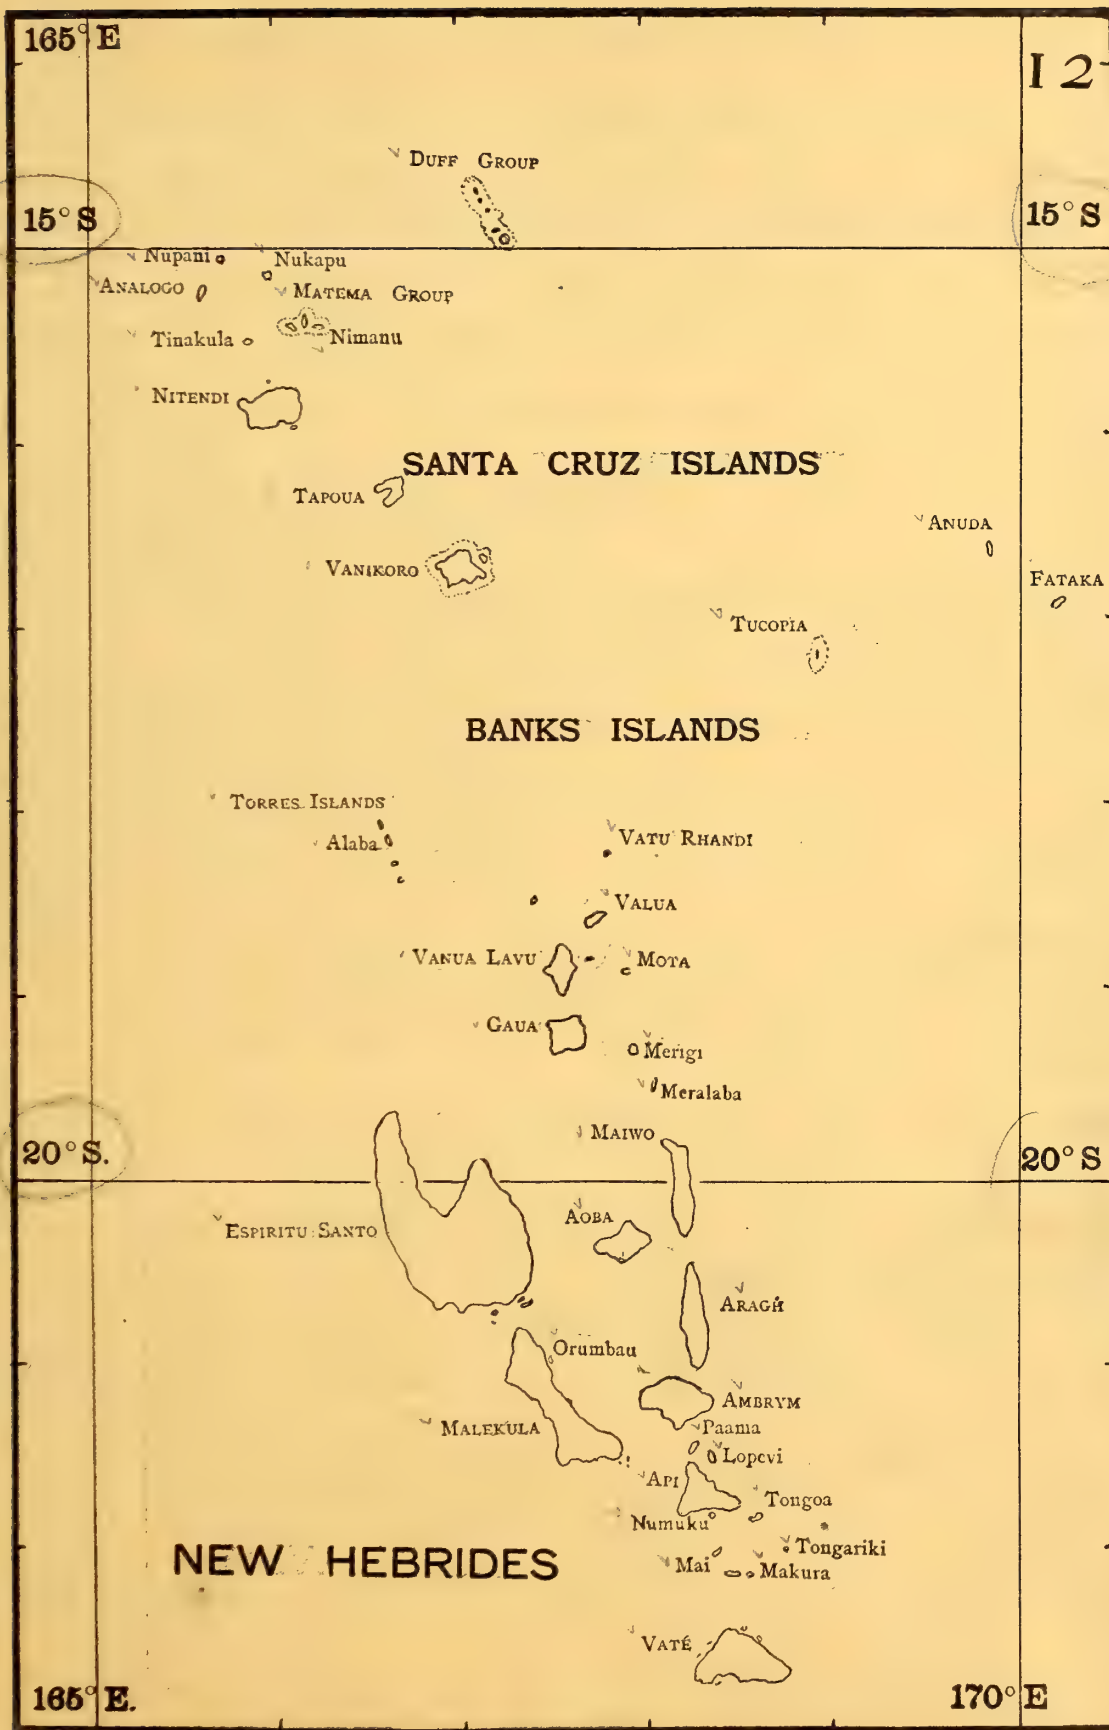 165° E
I 2
DUFF GROUP
15° S
15° S
Nupani
Nukapu
ANALOGO
MATEMA GROUP
Tinakula
Nimanu
NITENDI
SANTA CRUZ ISLANDS
TAPOUA
ANUDA
VANIKORO
FATAKA
TUCOPIA
BANKS ISLANDS
TORRES ISLANDS
Alaba
VATU RHANDI
VALUA
VANUA LAVU
MOTA
GAUA
Merigi
Meralaba
MAIWO
20° S.
20° S
ESPIRITU SANTO
AOBA
ARAGH
Orumbau
AMBRYM
MALEKULA
Paama
Lopevi
API
Tongoa
Numuku
Tongariki
NEW HEBRIDES
Mai
Makura
VATÉ
165° E.
170° E